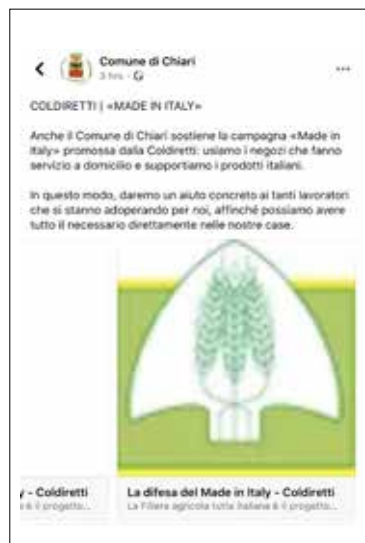 Comune di Chiari
3 hrs ·
COLDIRETTI | «MADE IN ITALY»
Anche il Comune di Chiari sostiene la campagna «Made in
Italy» promossa dalla Coldiretti: usiamo i negozi che fanno
servizio a domicilio e supportiamo i prodotti italiani.
In questo modo, daremo un aiuto concreto ai tanti lavoratori
che si stanno adoperando per noi, affinché possiamo avere
tutto il necessario direttamente nelle nostre case.
y - Coldiretti
a è il progetto...
La difesa del Made in Italy - Coldiretti
La Filiera agricola tutta italiana è il progetto...